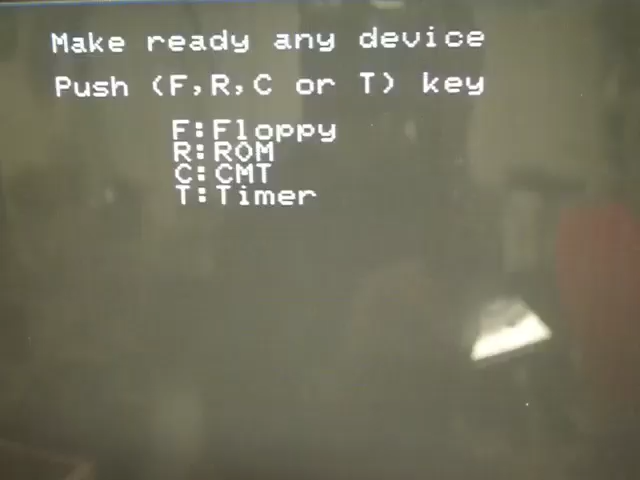 Make ready any device
Push (F,R,C or T) key
F:Floppy
R:ROM
C:CMT
T:Timer